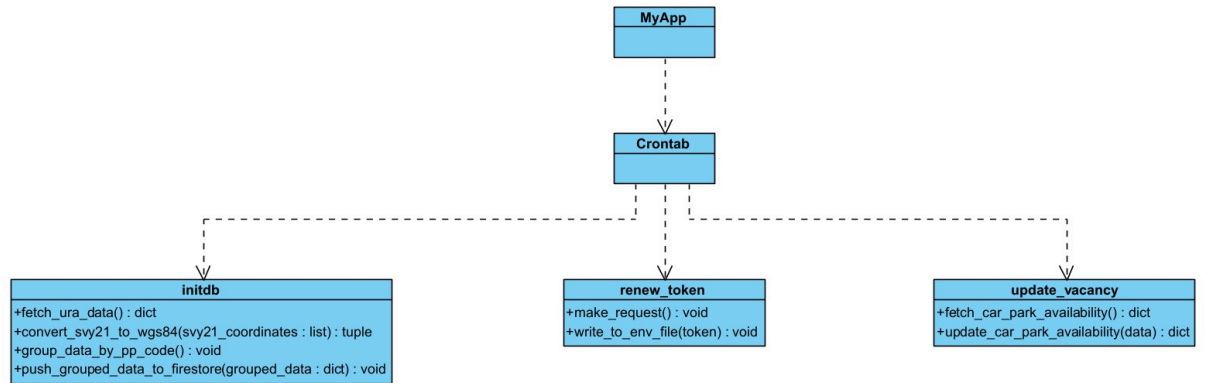 MyApp
Crontab
initdb
+fetch_ura_data() : dict
+convert_svy21_to_wgs84(svy21_coordinates : list) : tuple
+group_data_by_pp_code() : void
+push_grouped_data_to_firestore(grouped_data : dict) : void
renew_token
+make_request() : void
+write_to_env_file(token) : void
update_vacancy
+fetch_car_park_availability() : dict
+update_car_park_availability(data) : dict